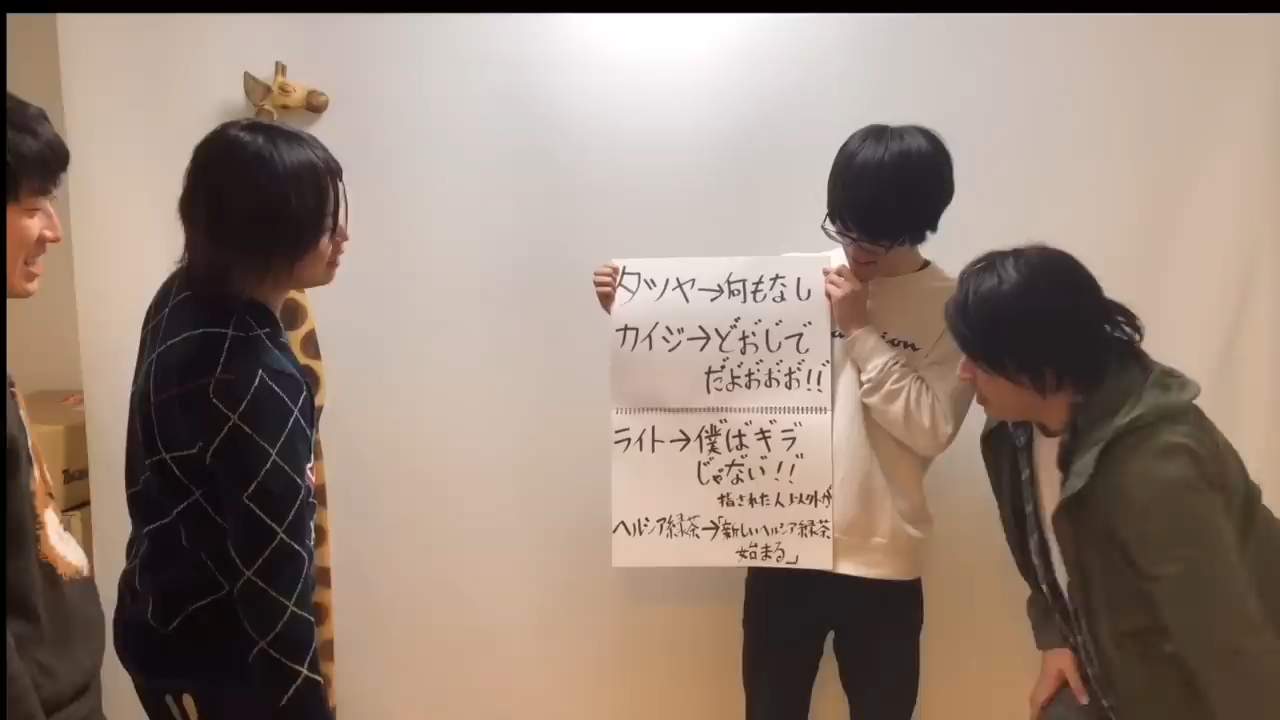 タツヤ→何もなし
カイジ→どおじで
だよお゛お゛お゛!!
ライト→僕ばギラ
じゃない!!
指された人以外が
ヘルシア緑茶→「新しいヘルシア緑茶
始まる」